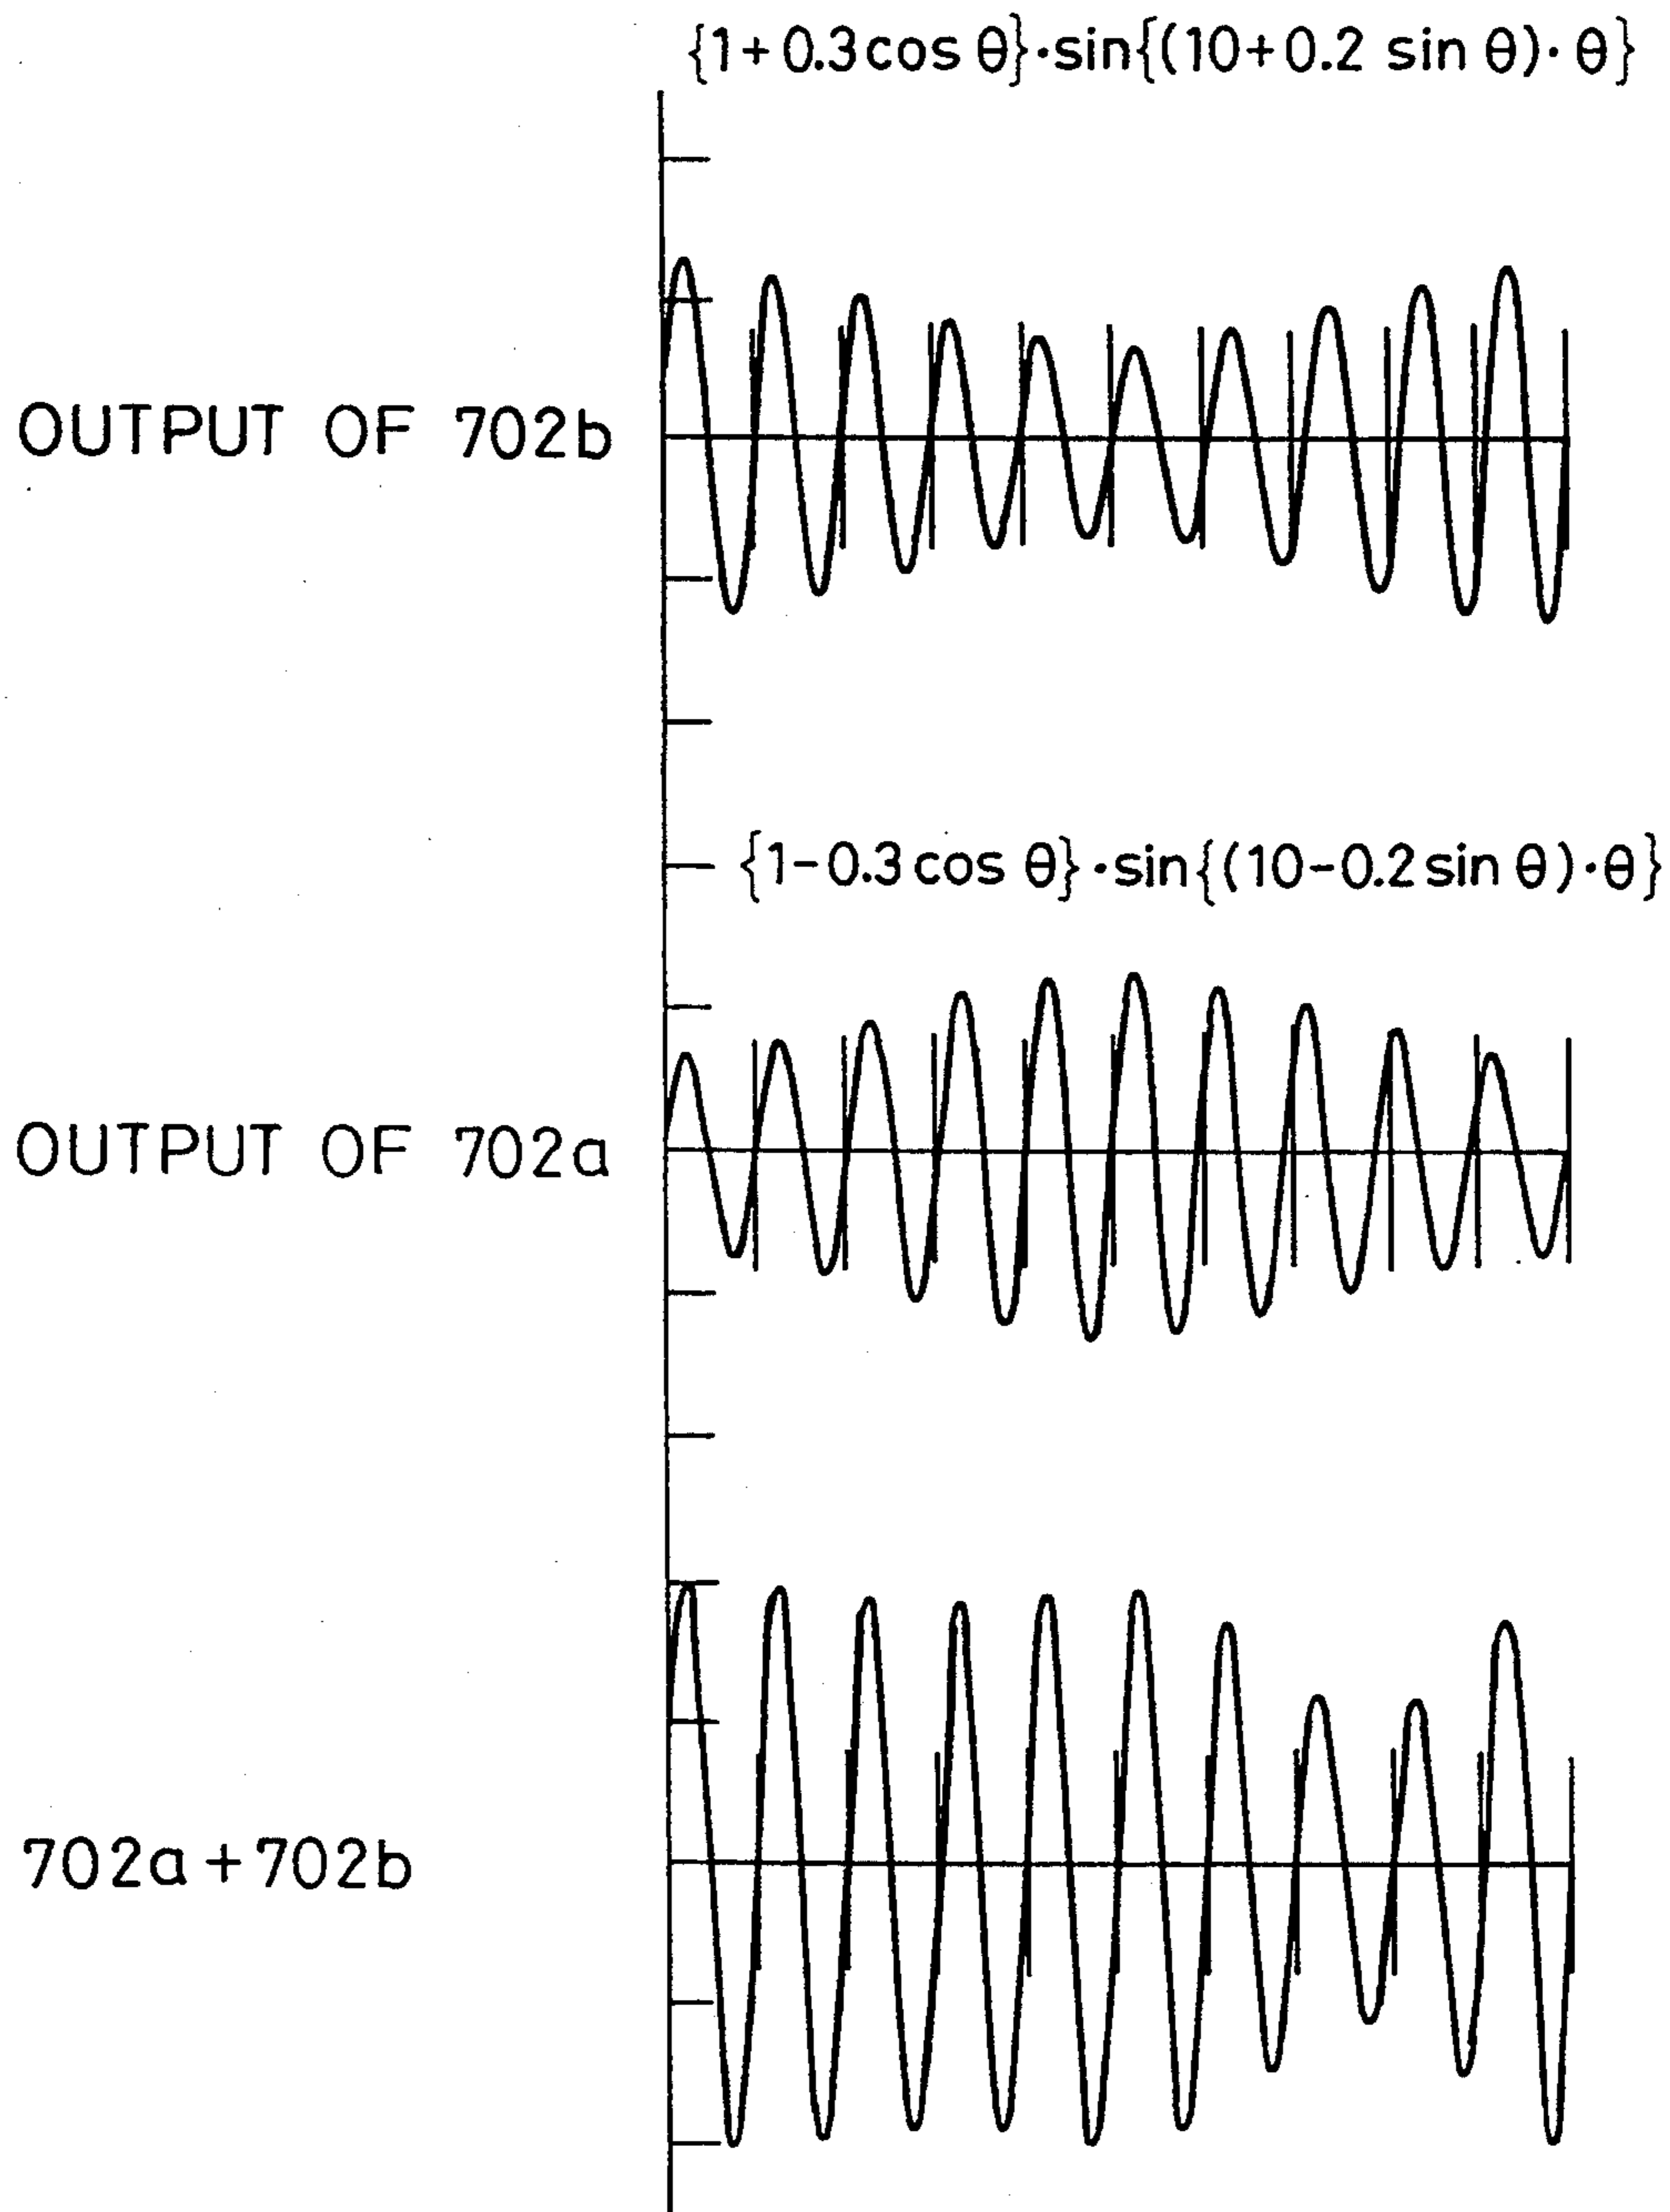 {1+0.3cos θ}·sin{(10+0.2 sin θ)·θ}
OUTPUT OF 702b
{1-0.3cos θ}·sin{(10-0.2sin θ)·θ}
OUTPUT OF 702a
702a+702b